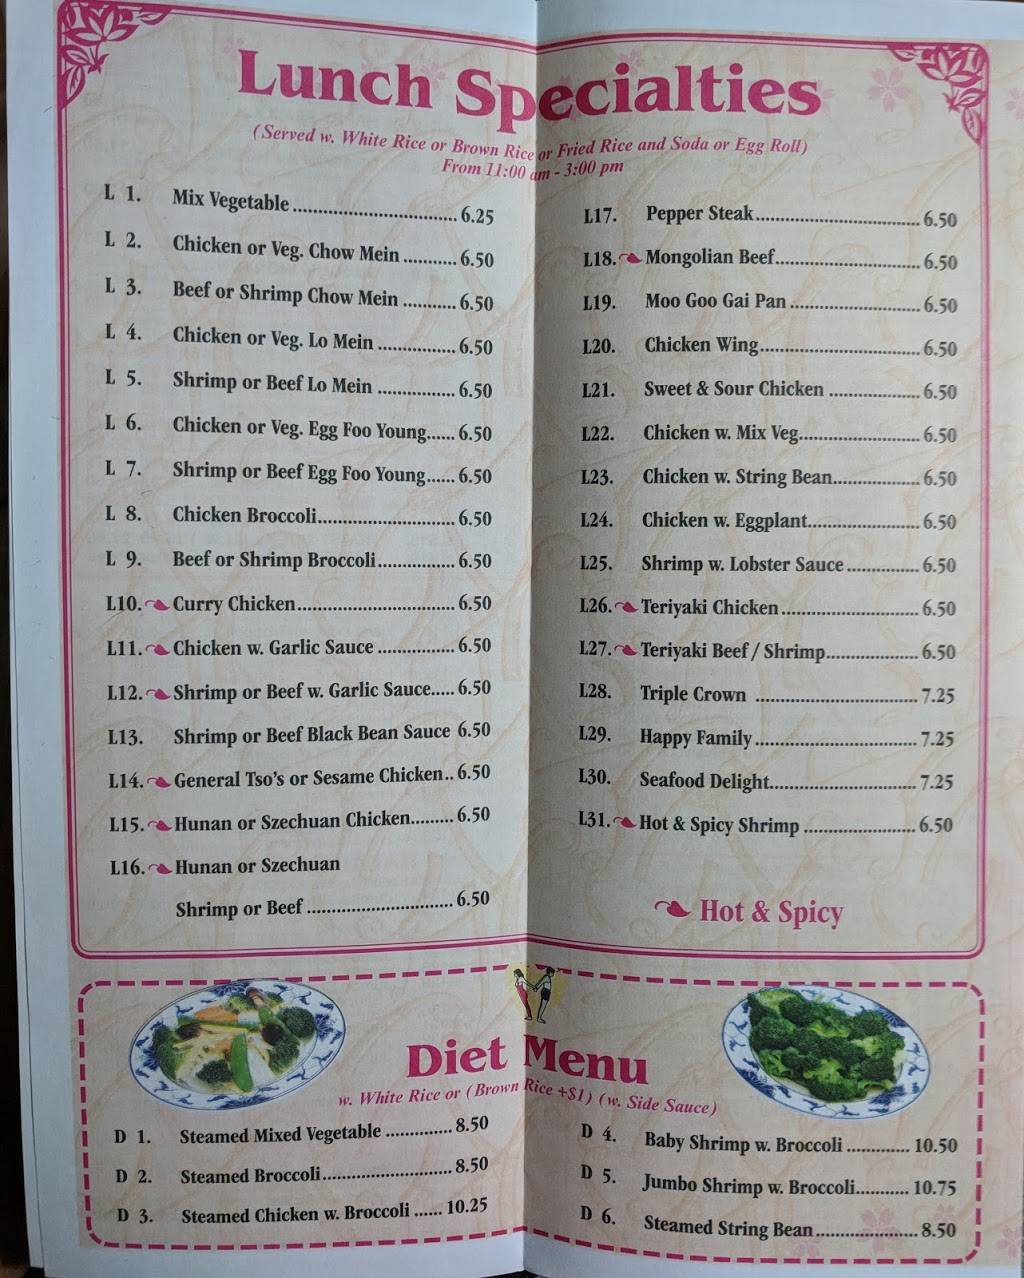 Lunch Specialties
(Served w. White Rice or Brown Rice or Fried Rice and Soda or Egg Roll)
From 11:00 am - 3:00 pm
L 1. Mix Vegetable 6.25
L 2. Chicken or Veg. Chow Mein 6.50
L 3. Beef or Shrimp Chow Mein 6.50
L 4. Chicken or Veg. Lo Mein 6.50
L 5. Shrimp or Beef Lo Mein 6.50
L 6. Chicken or Veg. Egg Foo Young 6.50
L 7. Shrimp or Beef Egg Foo Young 6.50
L 8. Chicken Broccoli 6.50
L 9. Beef or Shrimp Broccoli 6.50
L10. Curry Chicken 6.50
L11. Chicken w. Garlic Sauce 6.50
L12. Shrimp or Beef w. Garlic Sauce 6.50
L13. Shrimp or Beef Black Bean Sauce 6.50
L14. General Tso's or Sesame Chicken 6.50
L15. Hunan or Szechuan Chicken 6.50
L16. Hunan or Szechuan
Shrimp or Beef 6.50
L17. Pepper Steak 6.50
L18. Mongolian Beef 6.50
L19. Moo Goo Gai Pan 6.50
L20. Chicken Wing 6.50
L21. Sweet & Sour Chicken 6.50
L22. Chicken w. Mix Veg. 6.50
L23. Chicken w. String Bean 6.50
L24. Chicken w. Eggplant 6.50
L25. Shrimp w. Lobster Sauce 6.50
L26. Teriyaki Chicken 6.50
L27. Teriyaki Beef / Shrimp 6.50
L28. Triple Crown 7.25
L29. Happy Family 7.25
L30. Seafood Delight 7.25
L31. Hot & Spicy Shrimp 6.50
Hot & Spicy
Diet Menu
w. White Rice or (Brown Rice +$1) (w. Side Sauce)
D 1. Steamed Mixed Vegetable 8.50
D 2. Steamed Broccoli 8.50
D 3. Steamed Chicken w. Broccoli 10.25
D 4. Baby Shrimp w. Broccoli 10.50
D 5. Jumbo Shrimp w. Broccoli 10.75
D 6. Steamed String Bean 8.50